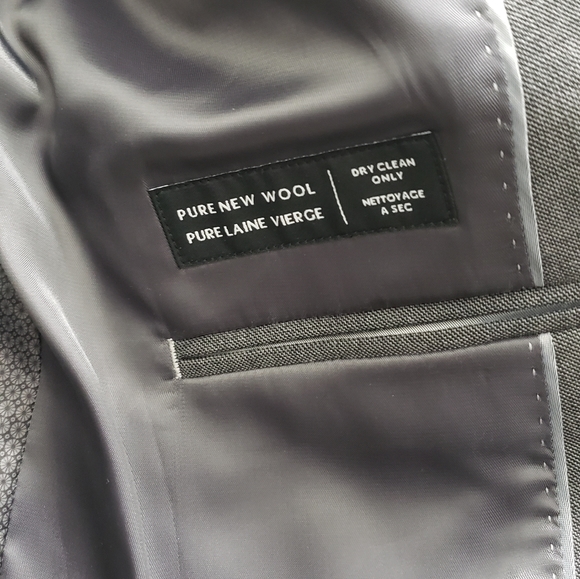 PURE NEW WOOL
PURE LAINE VIERGE
DRY CLEAN
ONLY
NETTOYAGE
A SEC